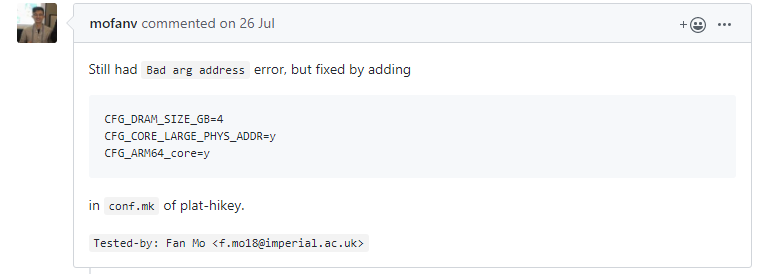 mofanv commented on 26 Jul
Still had Bad arg address error, but fixed by adding
CFG_DRAM_SIZE_GB=4
CFG_CORE_LARGE_PHYS_ADDR=y
CFG_ARM64_core=y
in conf.mk of plat-hikey.
Tested-by: Fan Mo <f.mo18@imperial.ac.uk>